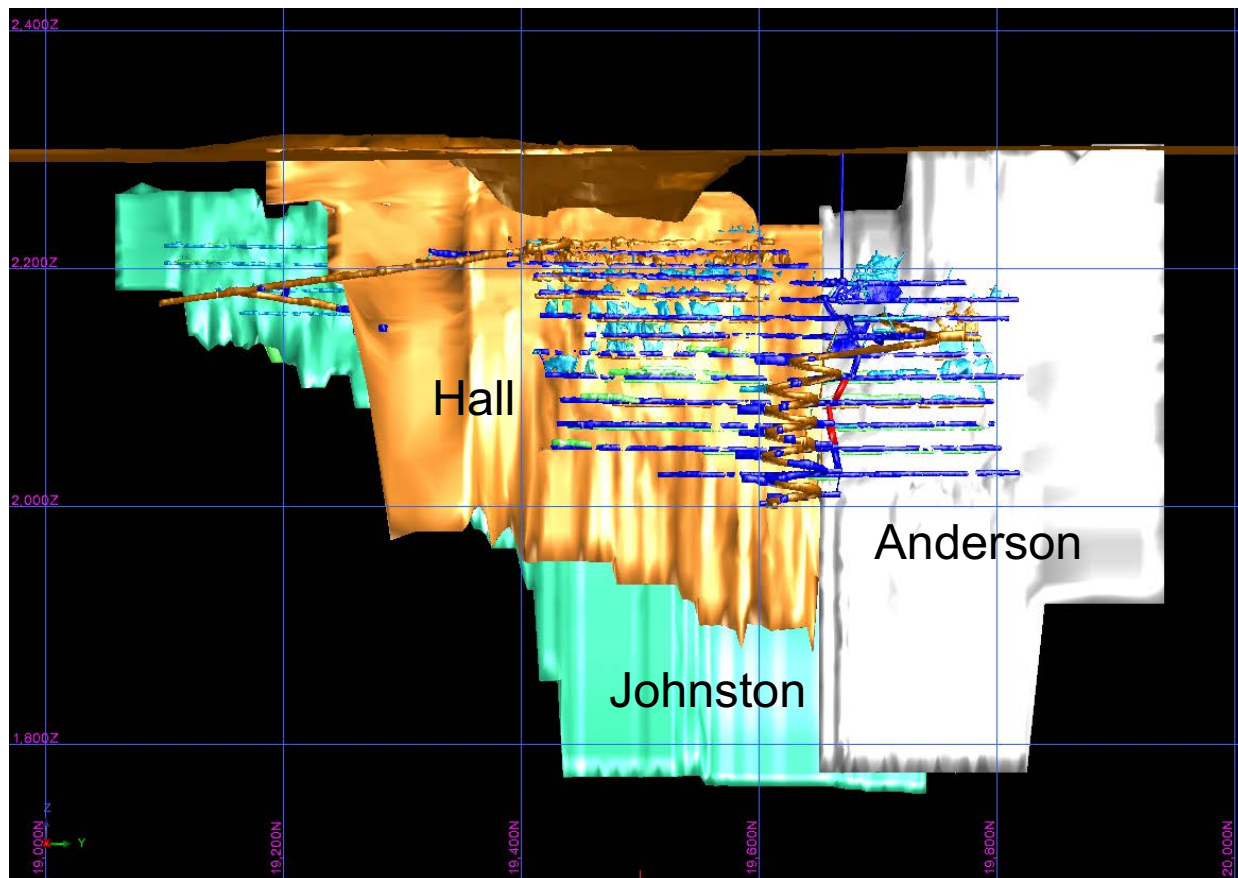 2,400Z
2,200Z
Hall
2,000Z
Anderson
Johnston
1,800Z
Z
Y
19,000N
19,200N
19,400N
19,600N
19,800N
20,000N